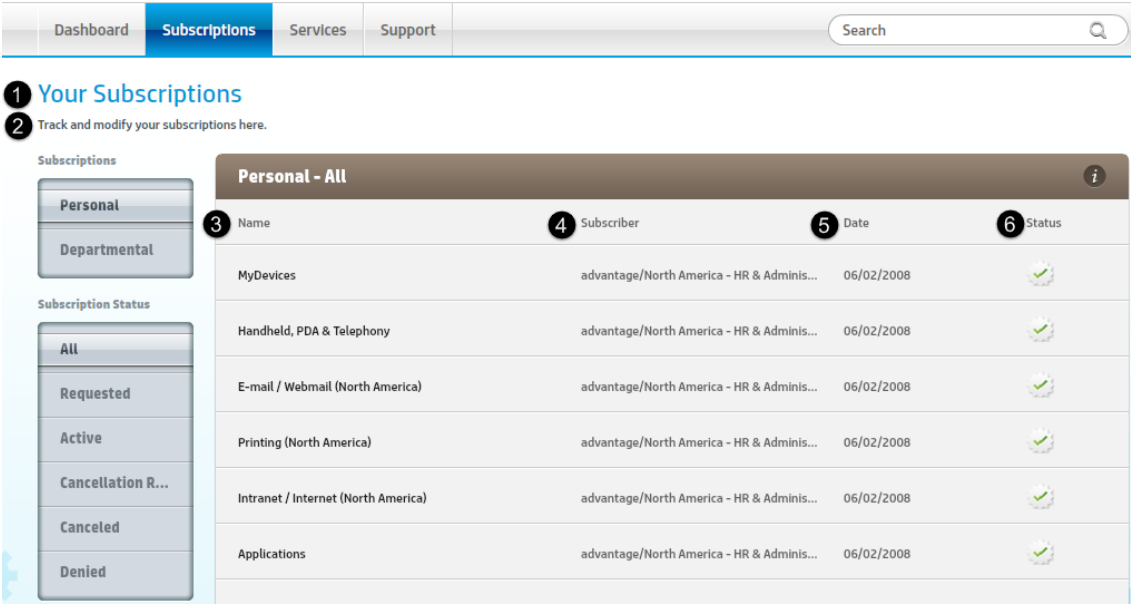 Dashboard Subscriptions Services Support Search
1 Your Subscriptions
2 Track and modify your subscriptions here.
Subscriptions
Personal
Departmental
Subscription Status
All
Requested
Active
Cancellation R...
Canceled
Denied
Personal - All i
3 Name 4 Subscriber 5 Date 6 Status
MyDevices advantage/North America - HR & Adminis... 06/02/2008
Handheld, PDA & Telephony advantage/North America - HR & Adminis... 06/02/2008
E-mail / Webmail (North America) advantage/North America - HR & Adminis... 06/02/2008
Printing (North America) advantage/North America - HR & Adminis... 06/02/2008
Intranet / Internet (North America) advantage/North America - HR & Adminis... 06/02/2008
Applications advantage/North America - HR & Adminis... 06/02/2008